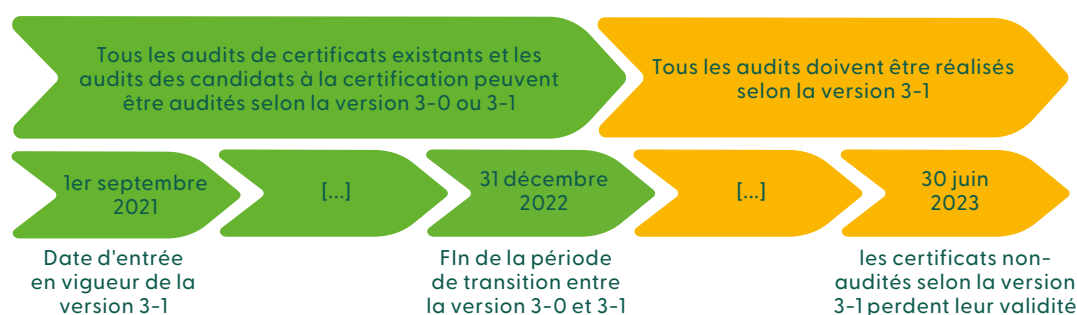 Tous les audits de certificats existants et les
audits des candidats à la certification peuvent
être audités selon la version 3-0 ou 3-1
Tous les audits doivent être réalisés
selon la version 3-1
1er septembre
2021
[...]
31 décembre
2022
[...]
30 juin
2023
Date d'entrée
en vigueur de la
version 3-1
FIn de la période
de transition entre
la version 3-0 et 3-1
les certificats non-
audités selon la version
3-1 perdent leur validité